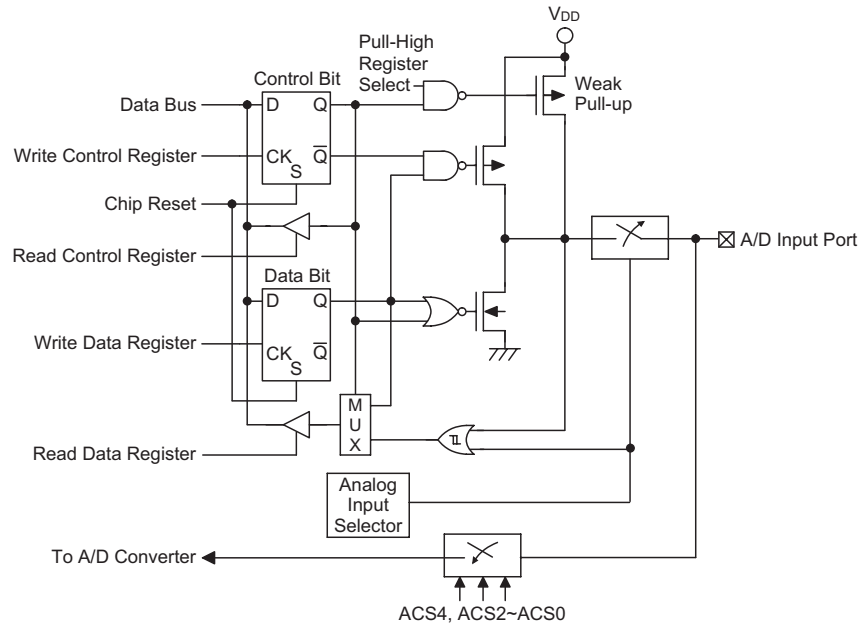 VDD
Pull-High
Register
Select
Weak
Pull-up
Control Bit
Data Bus
D
Q
Write Control Register
CK
Q
S
Chip Reset
Read Control Register
A/D Input Port
Data Bit
D
Q
Write Data Register
CK
Q
S
M
U
X
Read Data Register
Analog
Input
Selector
To A/D Converter
ACS4, ACS2~ACS0